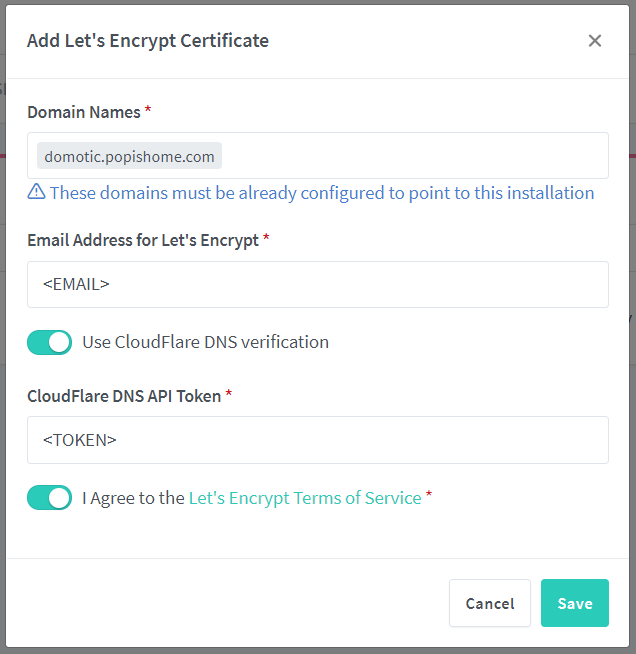 Add Let's Encrypt Certificate
Domain Names *
domotic.popishome.com
These domains must be already configured to point to this installation
Email Address for Let's Encrypt *
<EMAIL>
Use CloudFlare DNS verification
CloudFlare DNS API Token *
<TOKEN>
I Agree to the Let's Encrypt Terms of Service *
Cancel Save